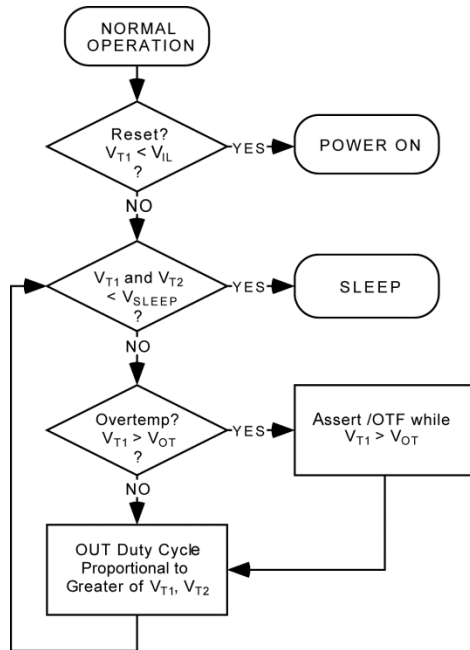 NORMAL
OPERATION
Reset?
V_T1 < V_IL
?
YES
POWER ON
NO
V_T1 and V_T2
< V_SLEEP
?
YES
SLEEP
NO
Overtemp?
V_T1 > V_OT
?
YES
Assert /OTF while
V_T1 > V_OT
NO
OUT Duty Cycle
Proportional to
Greater of V_T1, V_T2